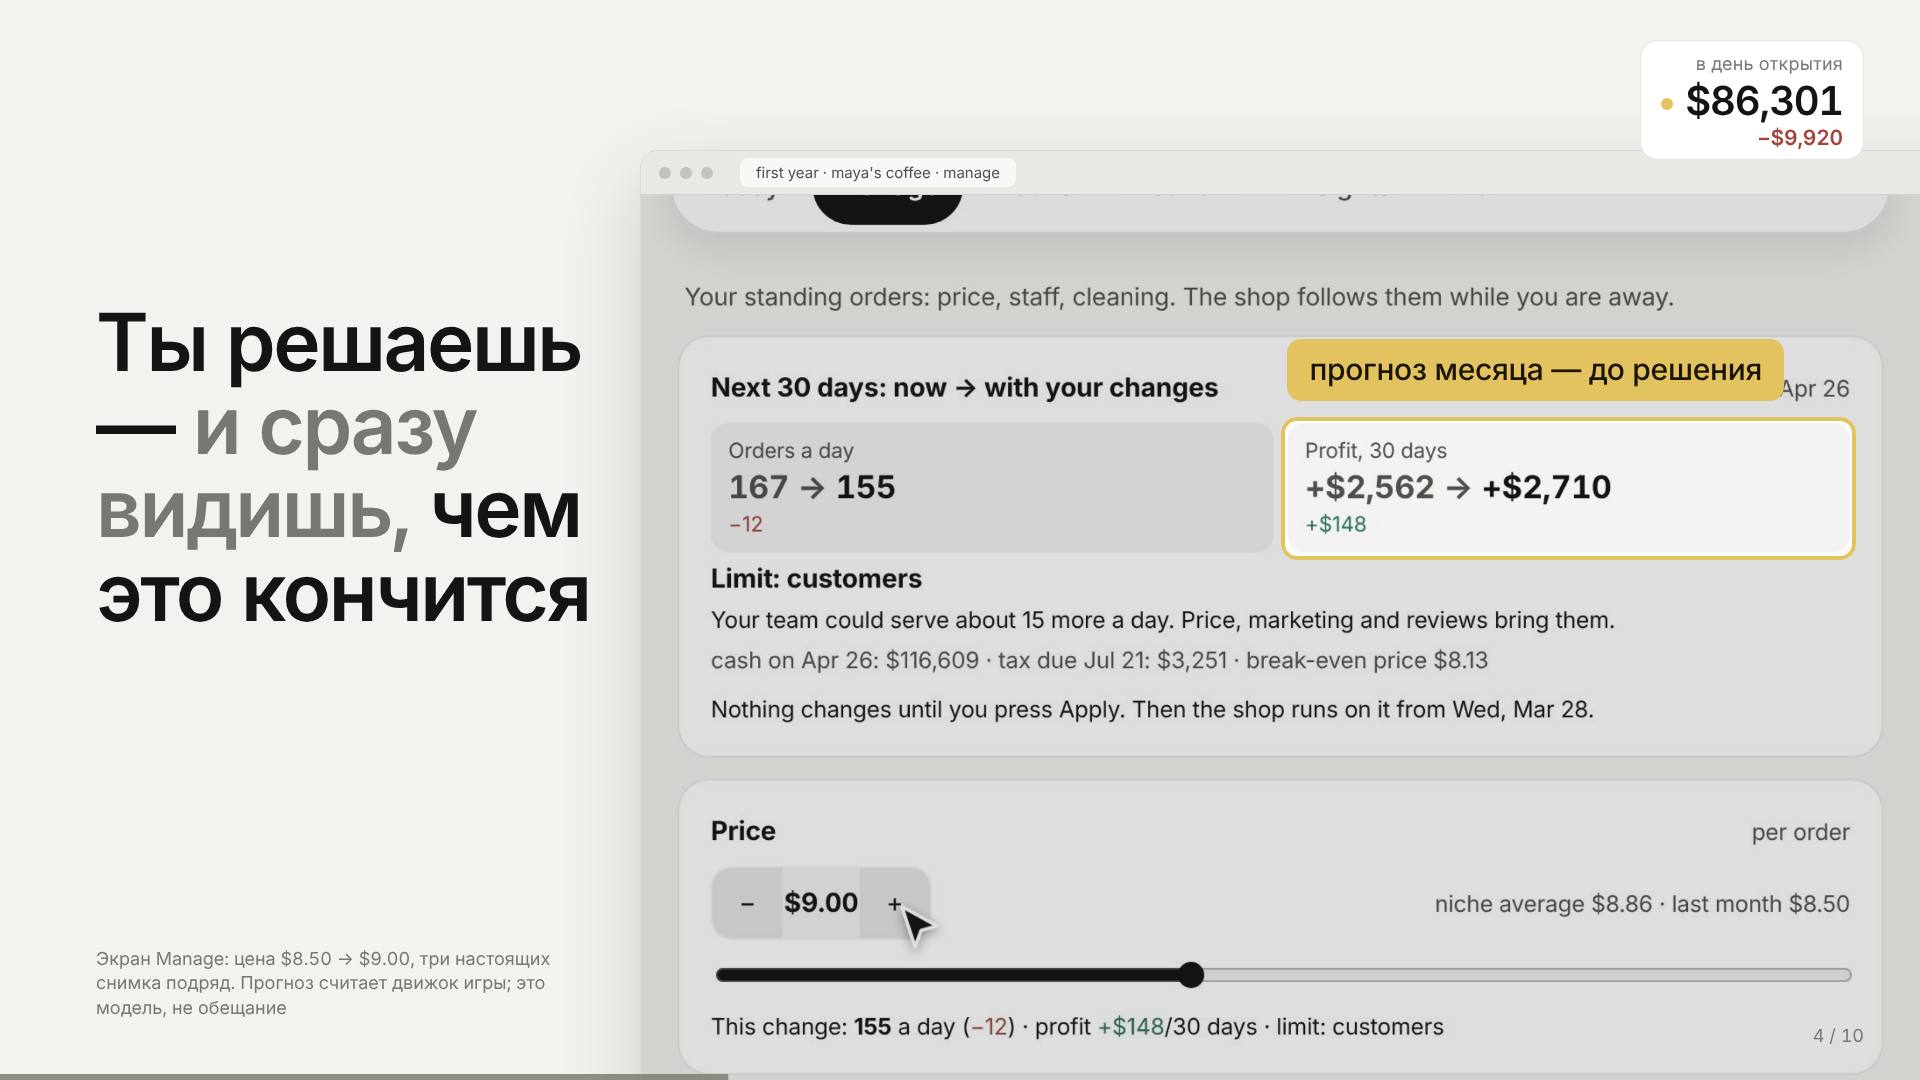 в день открытия
$86,301
−$9,920
first year · maya's coffee · manage
Ты решаешь
— и сразу
видишь, чем
это кончится
Your standing orders: price, staff, cleaning. The shop follows them while you are away.
прогноз месяца — до решения
Next 30 days: now → with your changes
Apr 26
Orders a day
167 → 155
−12
Profit, 30 days
+$2,562 → +$2,710
+$148
Limit: customers
Your team could serve about 15 more a day. Price, marketing and reviews bring them.
cash on Apr 26: $116,609 · tax due Jul 21: $3,251 · break-even price $8.13
Nothing changes until you press Apply. Then the shop runs on it from Wed, Mar 28.
Price
per order
− $9.00 +
niche average $8.86 · last month $8.50
This change: 155 a day (−12) · profit +$148/30 days · limit: customers
Экран Manage: цена $8.50 → $9.00, три настоящих
снимка подряд. Прогноз считает движок игры; это
модель, не обещание
4 / 10